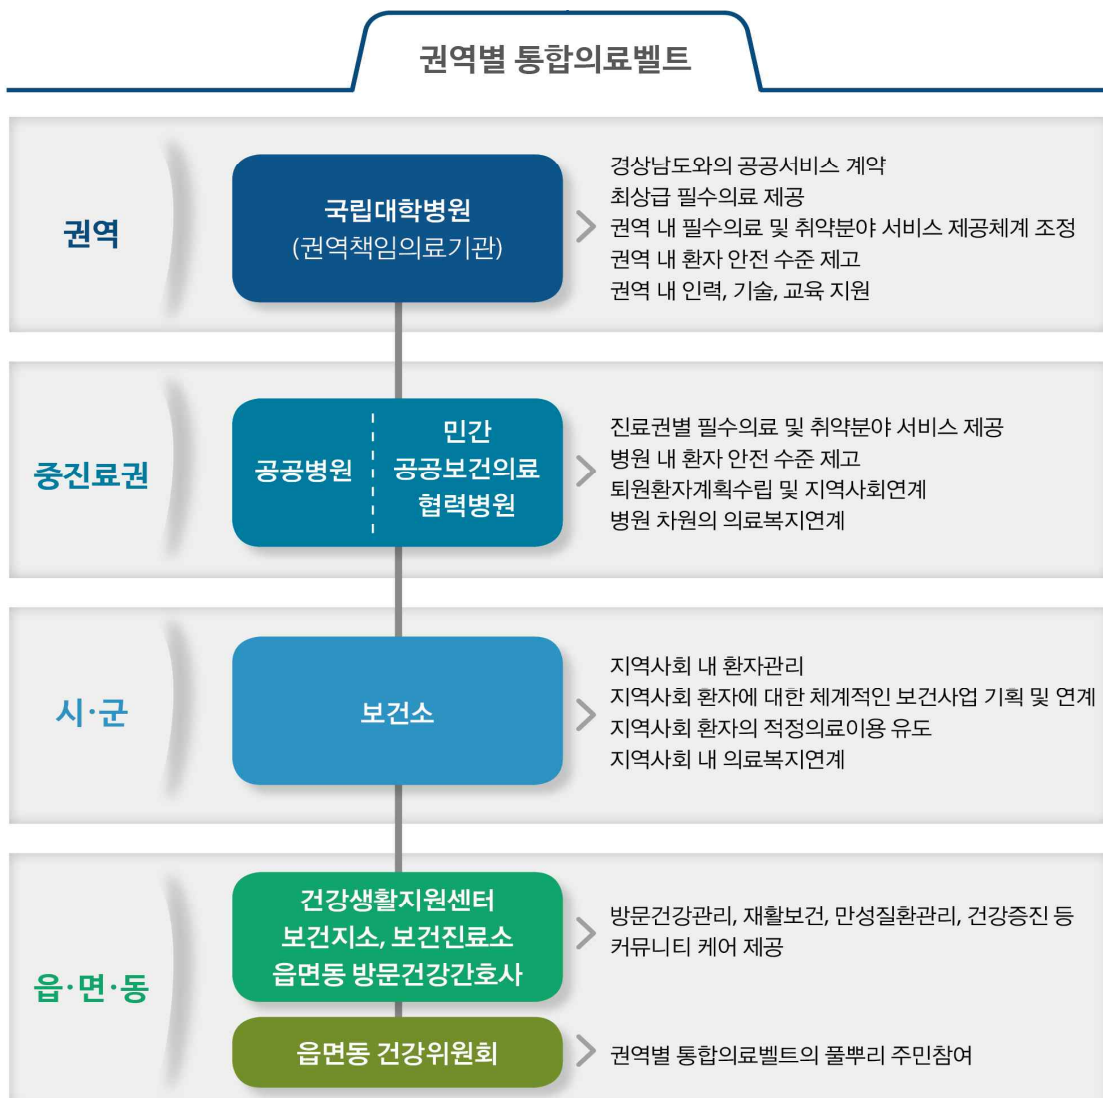 권역별 통합의료벨트
권역
국립대학병원
(권역책임의료기관)
경상남도와의 공공서비스 계약
최상급 필수의료 제공
권역 내 필수의료 및 취약분야 서비스 제공체계 조정
권역 내 환자 안전 수준 제고
권역 내 인력, 기술, 교육 지원
중진료권
공공병원
민간
공공보건의료
협력병원
진료권별 필수의료 및 취약분야 서비스 제공
병원 내 환자 안전 수준 제고
퇴원환자계획수립 및 지역사회연계
병원 차원의 의료복지연계
시·군
보건소
지역사회 내 환자관리
지역사회 환자에 대한 체계적인 보건사업 기획 및 연계
지역사회 환자의 적정의료이용 유도
지역사회 내 의료복지연계
읍·면·동
건강생활지원센터
보건지소, 보건진료소
읍면동 방문건강간호사
방문건강관리, 재활보건, 만성질환관리, 건강증진 등
커뮤니티 케어 제공
읍면동 건강위원회
권역별 통합의료벨트의 풀뿌리 주민참여